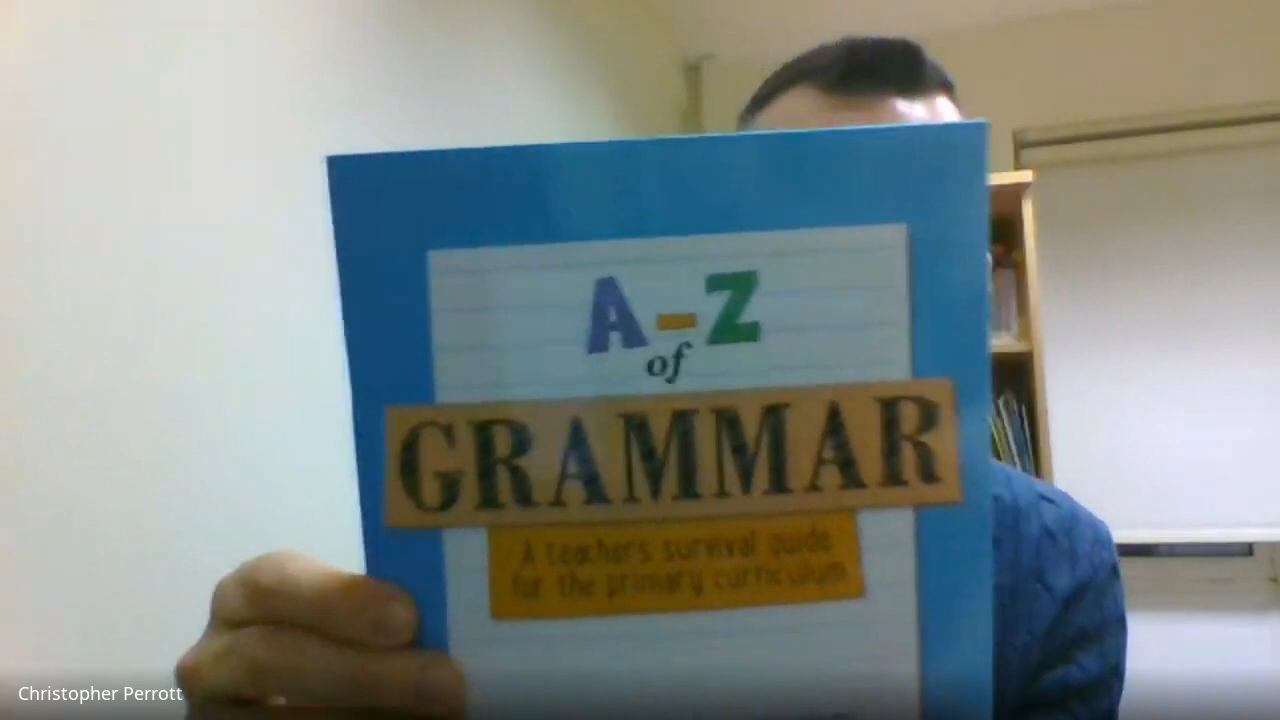 A-Z
of
GRAMMAR
A teachers survival guide
for the primary curriculum
Christopher Perrott